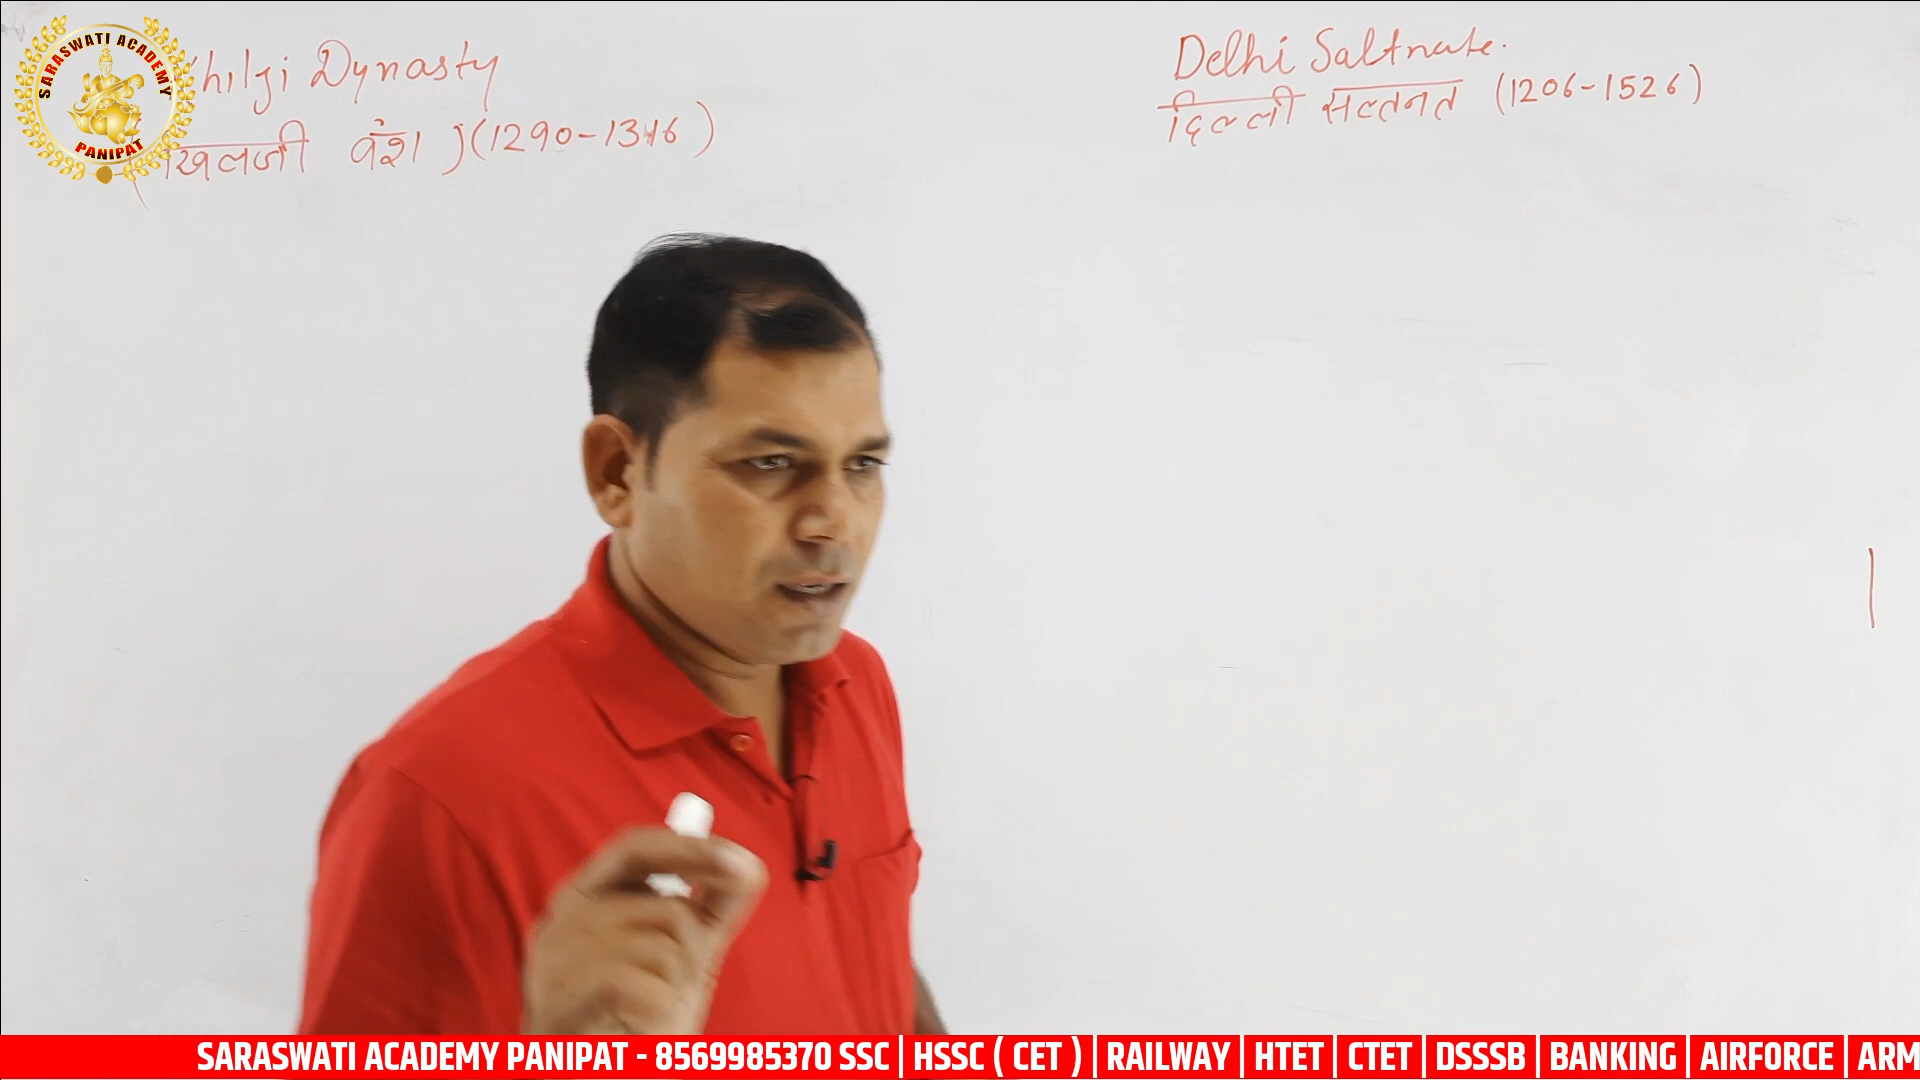 SARASWATI ACADEMY
PANIPAT
Khilji Dynasty
(खिलजी वंश) (1290-1316)
Delhi Saltnate.
दिल्ली सल्तनत (1206-1526)
SARASWATI ACADEMY PANIPAT - 8569985370 SSC | HSSC ( CET ) | RAILWAY | HTET | CTET | DSSSB | BANKING | AIRFORCE | ARM